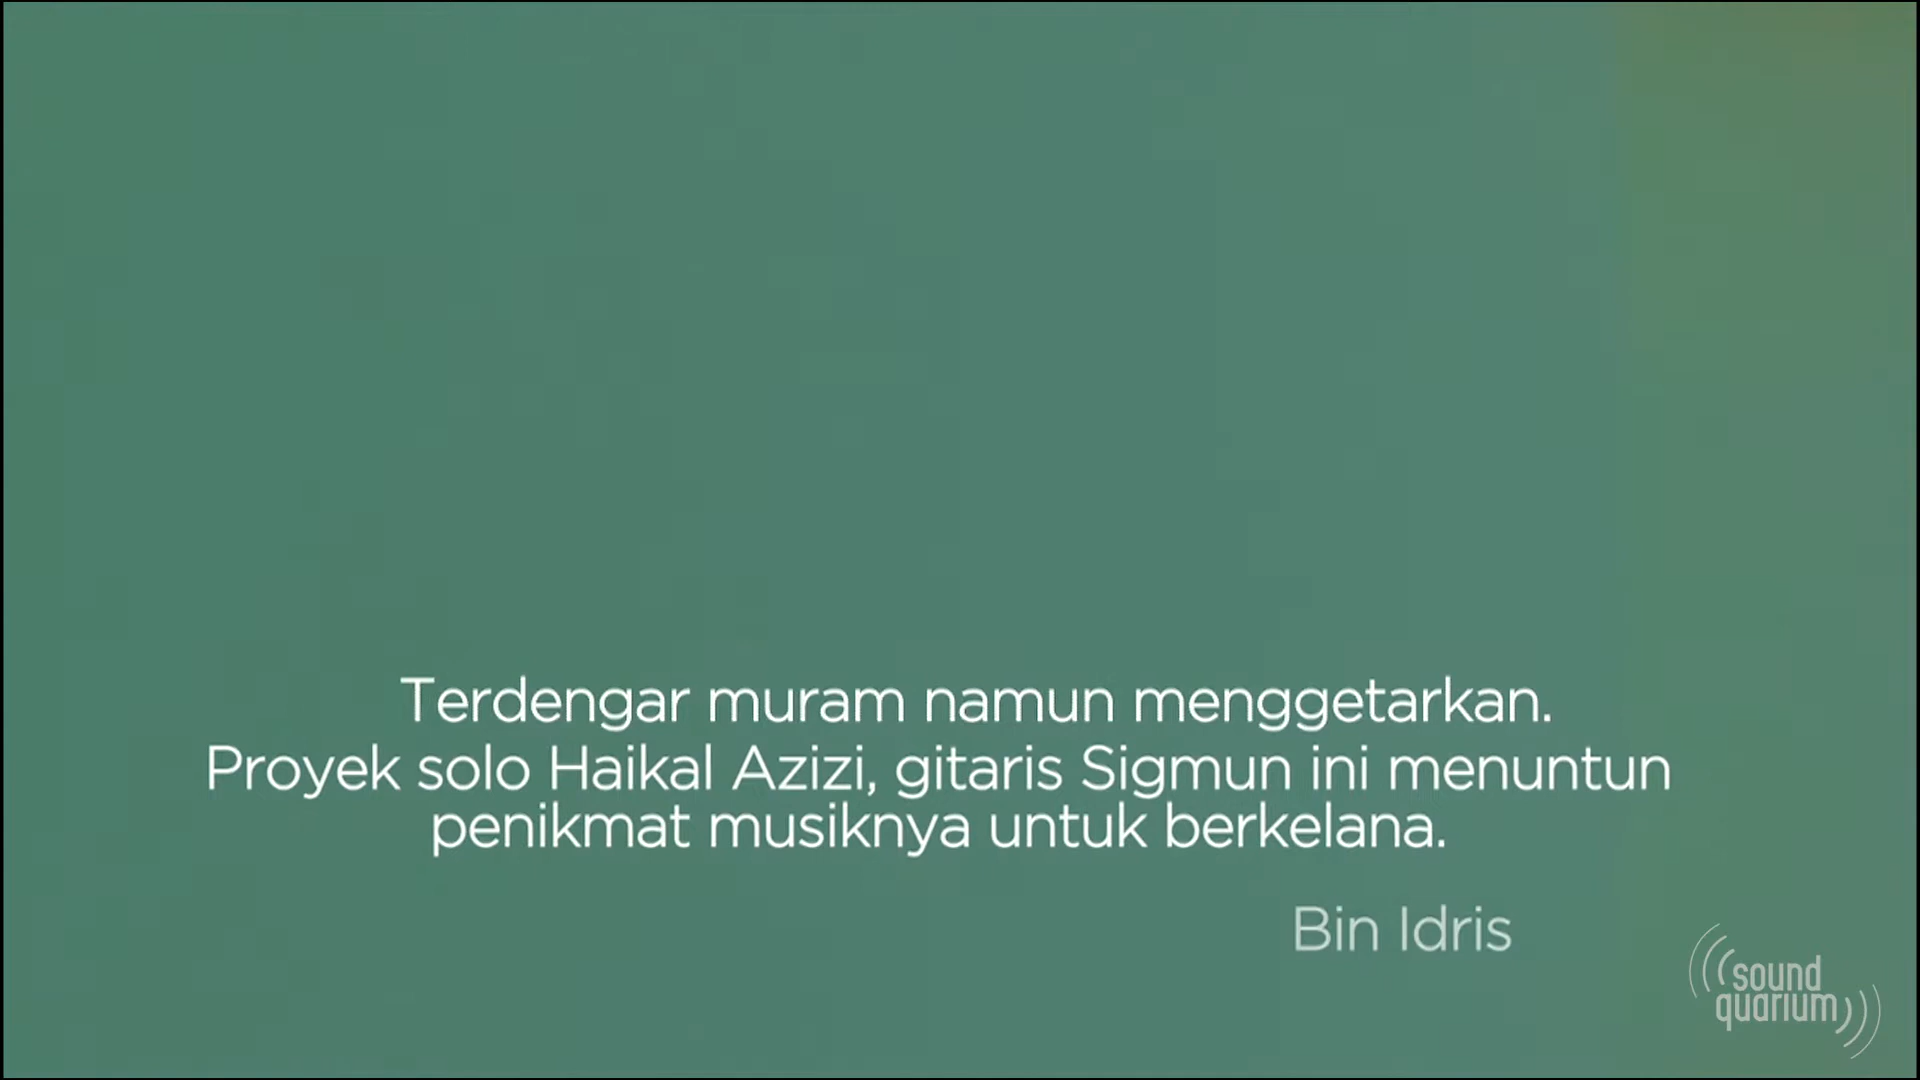 Terdengar muram namun menggetarkan.
Proyek solo Haikal Azizi, gitaris Sigmun ini menuntun
penikmat musiknya untuk berkelana.
Bin Idris
sound
quarium